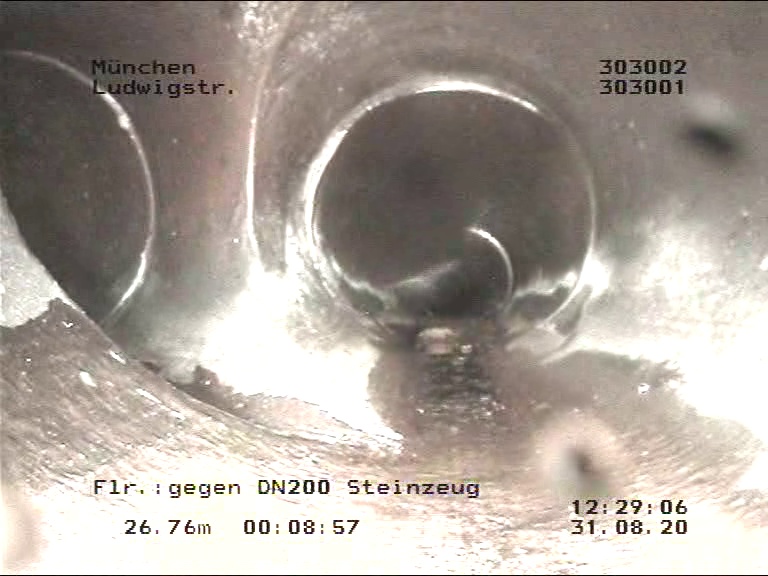 München 303002
Ludwigstr. 303001
Flr.:gegen DN200 Steinzeug
12:29:06
26.76m 00:08:57 31.08.20